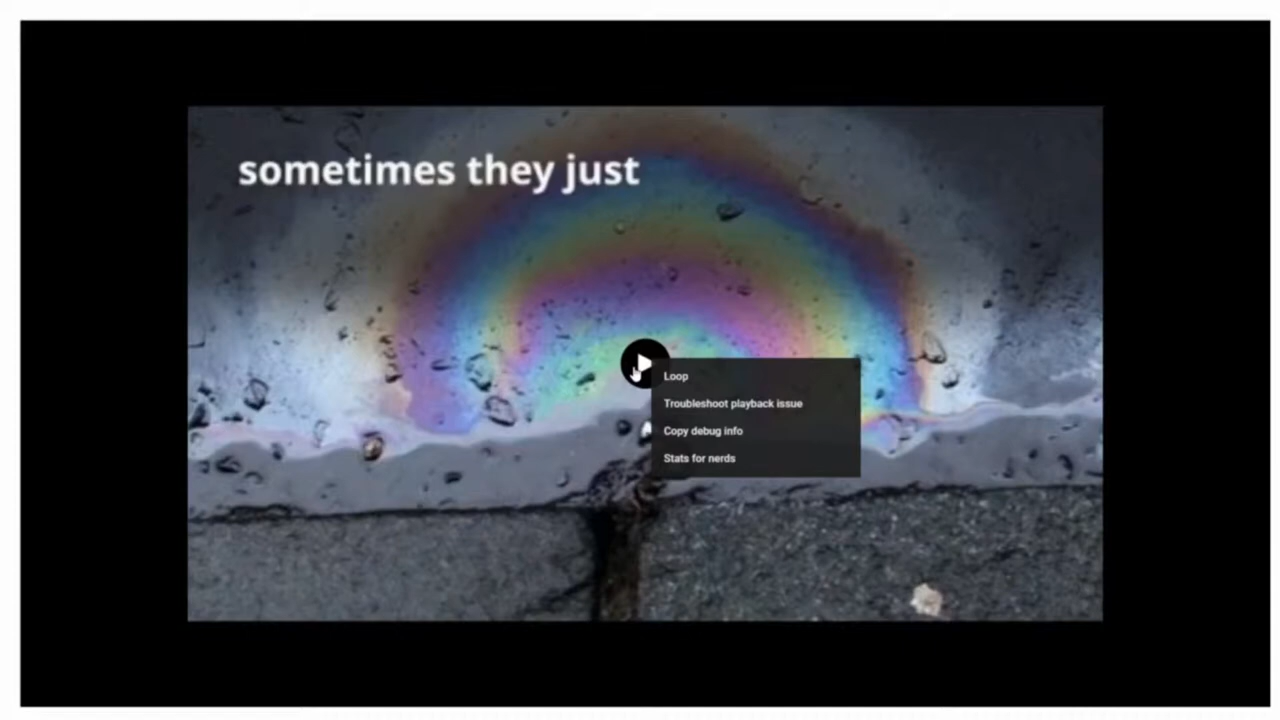 sometimes they just
Loop
Troubleshoot playback issue
Copy debug info
Stats for nerds